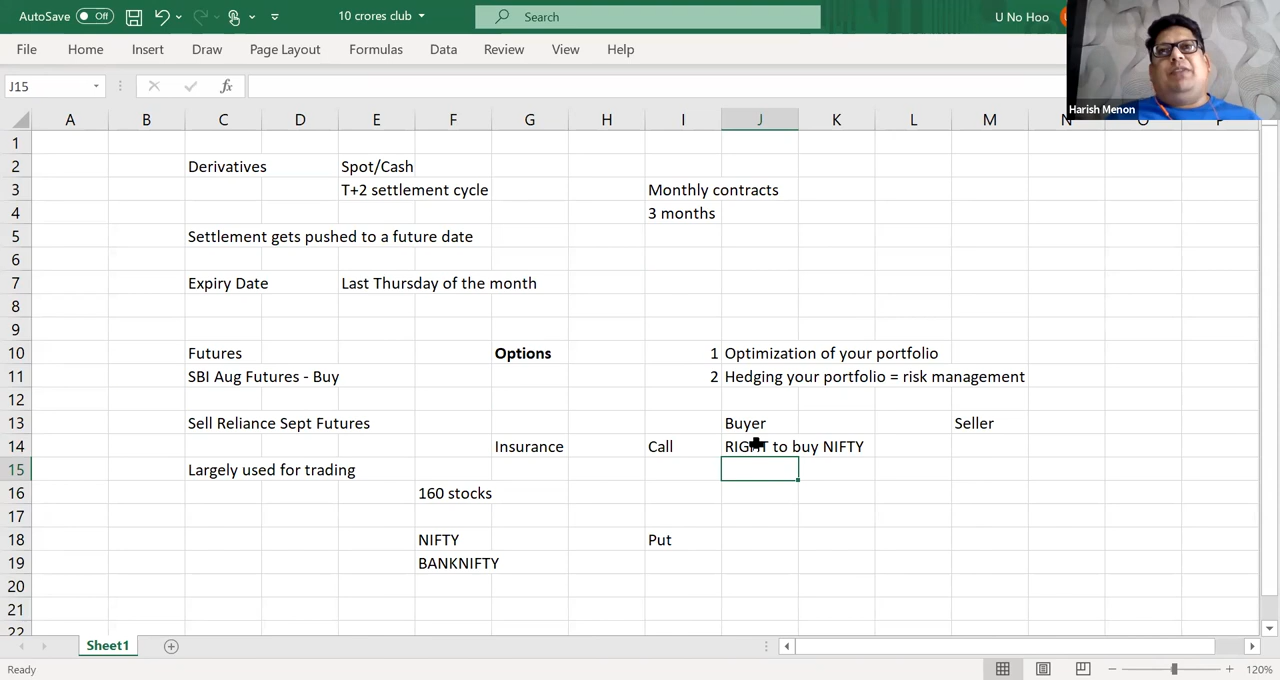 AutoSave Off 10 crores club Search U No Hoo
File Home Insert Draw Page Layout Formulas Data Review View Help
Harish Menon
J15 fx
A B C D E F G H I J K L M N O P
1
2 Derivatives Spot/Cash
3 T+2 settlement cycle Monthly contracts
4 3 months
5 Settlement gets pushed to a future date
6
7 Expiry Date Last Thursday of the month
8
9
10 Futures Options 1 Optimization of your portfolio
11 SBI Aug Futures - Buy 2 Hedging your portfolio = risk management
12
13 Sell Reliance Sept Futures Buyer Seller
14 Insurance Call RIGHT to buy NIFTY
15 Largely used for trading
16 160 stocks
17
18 NIFTY Put
19 BANKNIFTY
20
21
22
Sheet1
Ready 120%